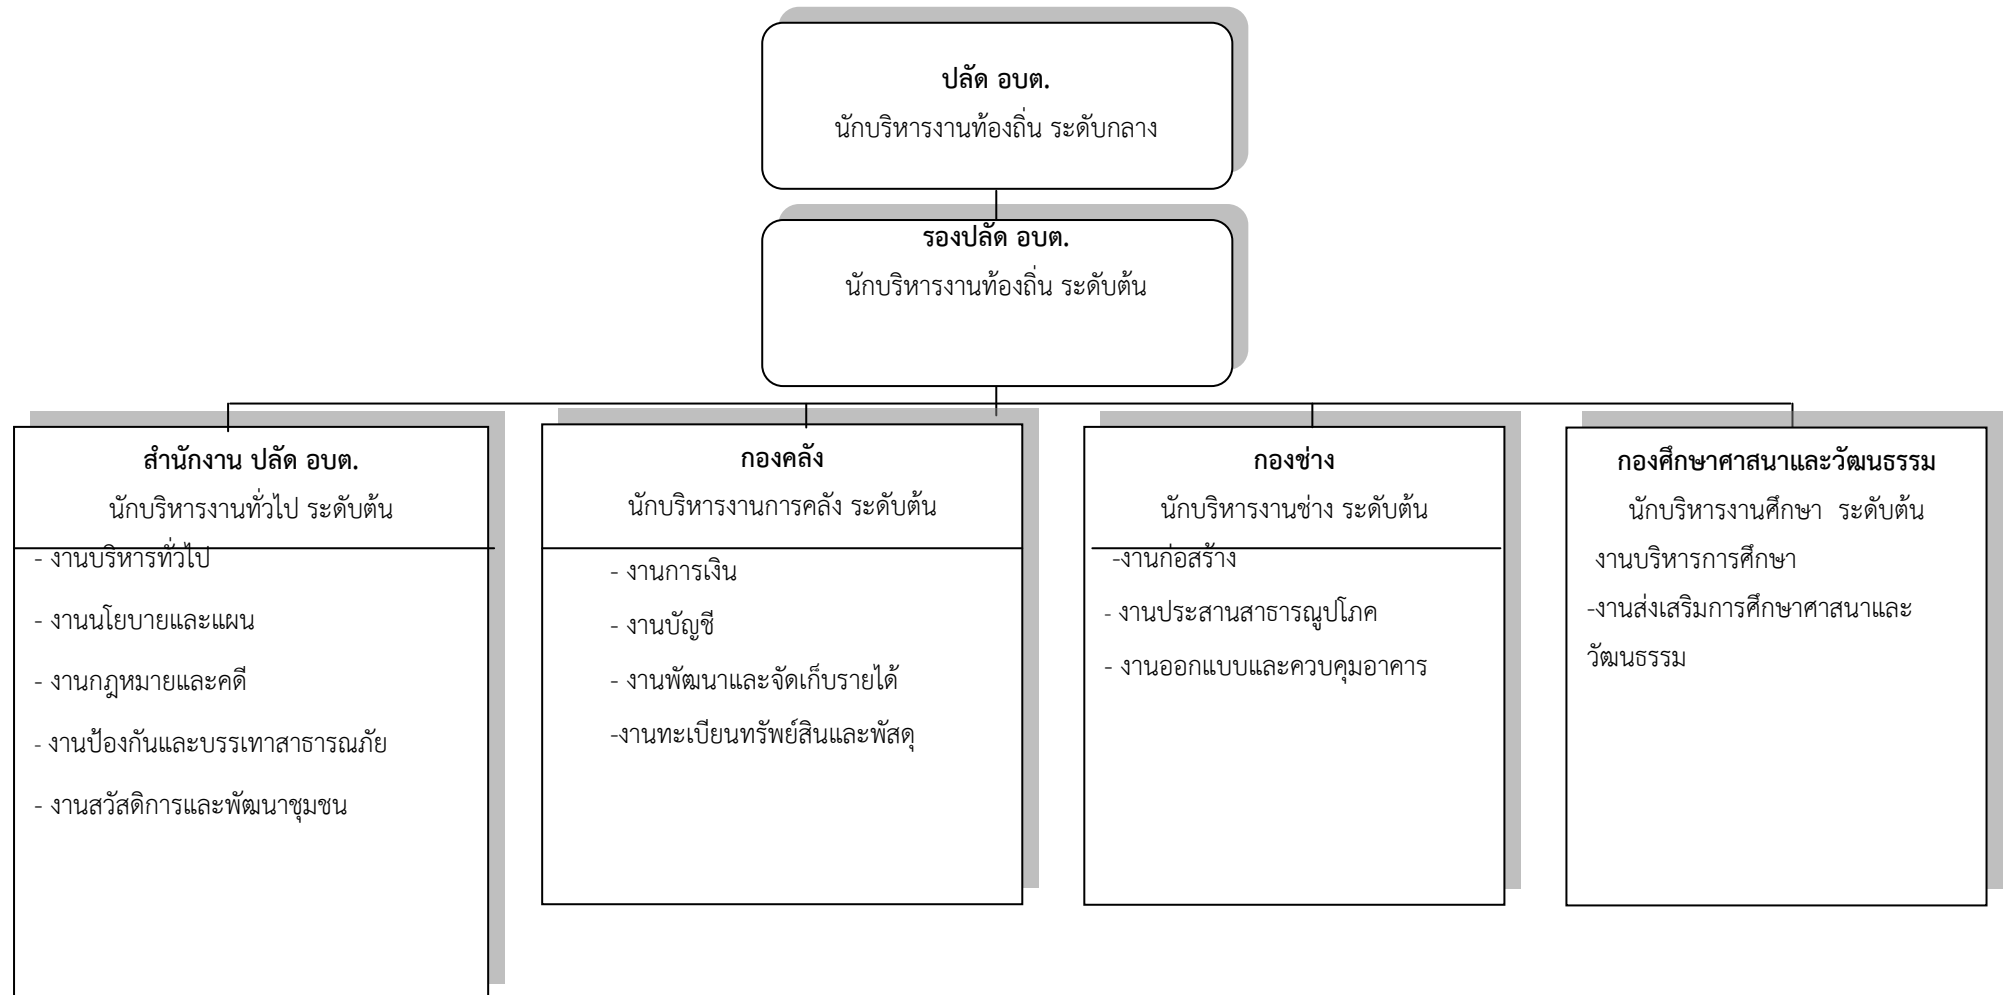 ปลัด อบต.
นักบริหารงานท้องถิ่น ระดับกลาง
รองปลัด อบต.
นักบริหารงานท้องถิ่น ระดับต้น
สำนักงาน ปลัด อบต.
นักบริหารงานทั่วไป ระดับต้น
- งานบริหารทั่วไป
- งานนโยบายและแผน
- งานกฎหมายและคดี
- งานป้องกันและบรรเทาสาธารณภัย
- งานสวัสดิการและพัฒนาชุมชน
กองคลัง
นักบริหารงานการคลัง ระดับต้น
- งานการเงิน
- งานบัญชี
- งานพัฒนาและจัดเก็บรายได้
-งานทะเบียนทรัพย์สินและพัสดุ
กองช่าง
นักบริหารงานช่าง ระดับต้น
-งานก่อสร้าง
- งานประสานสาธารณูปโภค
- งานออกแบบและควบคุมอาคาร
กองศึกษาศาสนาและวัฒนธรรม
นักบริหารงานศึกษา  ระดับต้น
งานบริหารการศึกษา
-งานส่งเสริมการศึกษาศาสนาและ
วัฒนธรรม